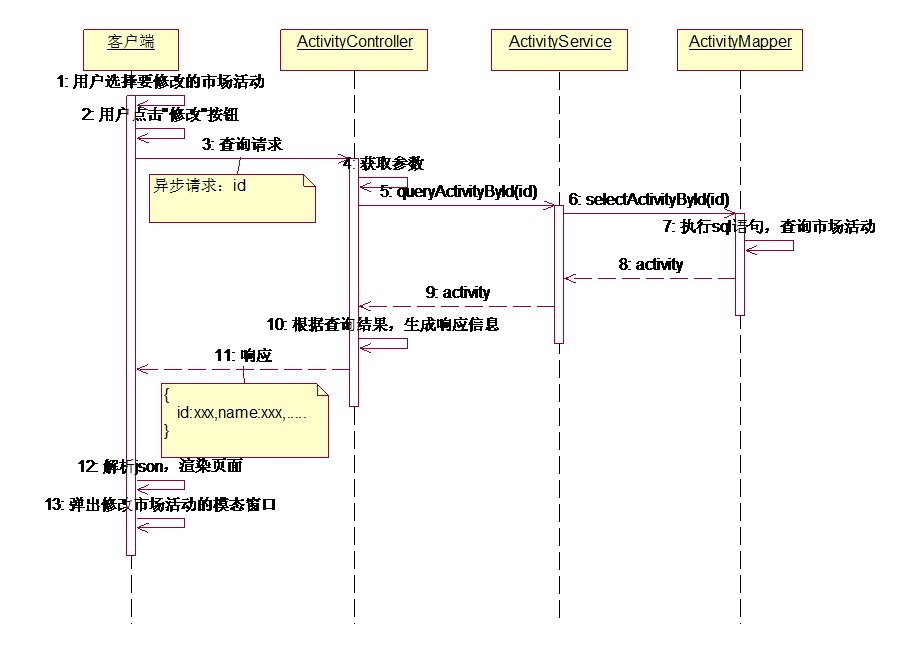 客户端
ActivityController
ActivityService
ActivityMapper
1: 用户选择要修改的市场活动
2: 用户点击"修改"按钮
3: 查询请求
异步请求：id
4: 获取参数
5: queryActivityById(id)
6: selectActivityById(id)
7: 执行sql语句，查询市场活动
8: activity
9: activity
10: 根据查询结果，生成响应信息
11: 响应
{
id:xxx,name:xxx,.....
}
12: 解析json，渲染页面
13: 弹出修改市场活动的模态窗口